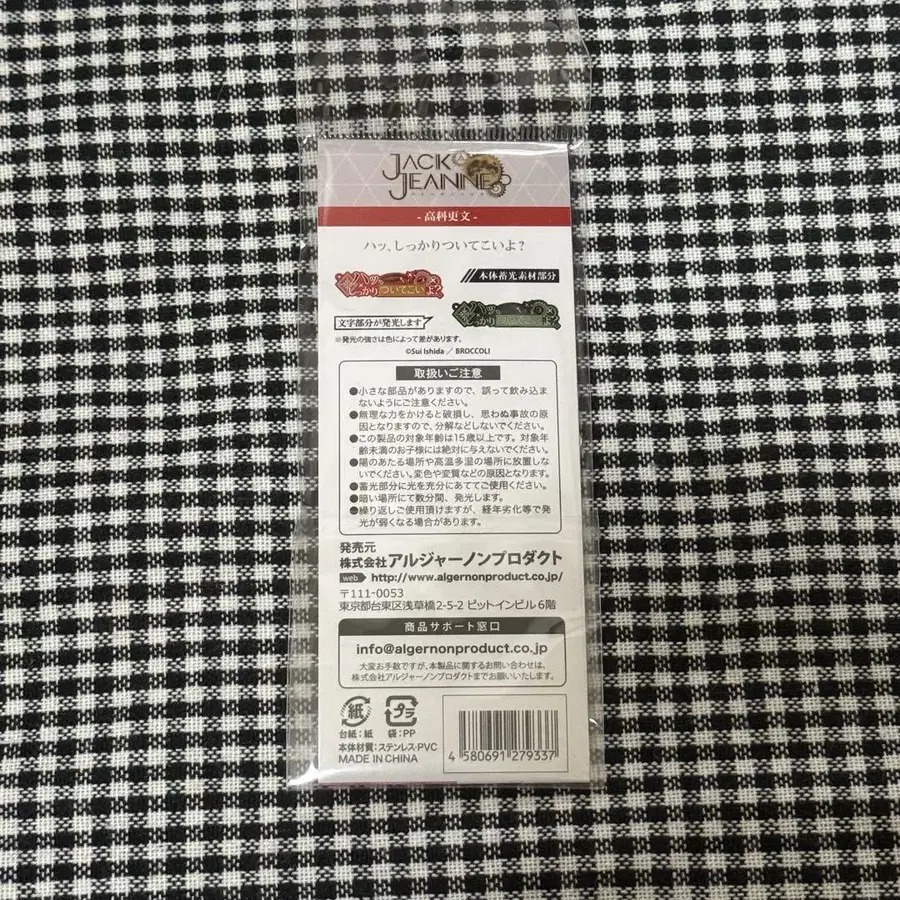 JACK
JEANNE
- 高科更文 -
ハッ、しっかりついてこいよ?
ハッ、
しっかりついてこいよ?
本体蓄光素材部分
文字部分が発光します
※発光の強さは色によって差があります。
©Sui Ishida / BROCCOLI
取扱いご注意
●小さな部品がありますので、誤って飲み込ま
ないようにご注意ください。
●無理な力をかけると破損し、思わぬ事故の原
因となりますので、分解などしないでください。
●この製品の対象年齢は15歳以上です。対象年
齢未満のお子様には絶対に与えないでください。
●陽のあたる場所や高温多湿の場所に放置しな
いでください。変色や変質などの原因となります。
●蓄光部分に光を充分にあててご使用ください。
●暗い場所にて数分間、発光します。
●繰り返しご使用頂けますが、経年劣化等で発
光が弱くなる場合があります。
発売元
株式会社アルジャーノンプロダクト
web http://www.algernonproduct.co.jp/
〒111-0053
東京都台東区浅草橋2-5-2 ピットインビル6階
商品サポート窓口
info@algernonproduct.co.jp
大変お手数ですが、本製品に関するお問い合わせは、
株式会社アルジャーノンプロダクトまでお願いいたします。
紙 プラ
台紙:紙 袋:PP
本体材質:ステンレス・PVC
MADE IN CHINA
4 580691 279337